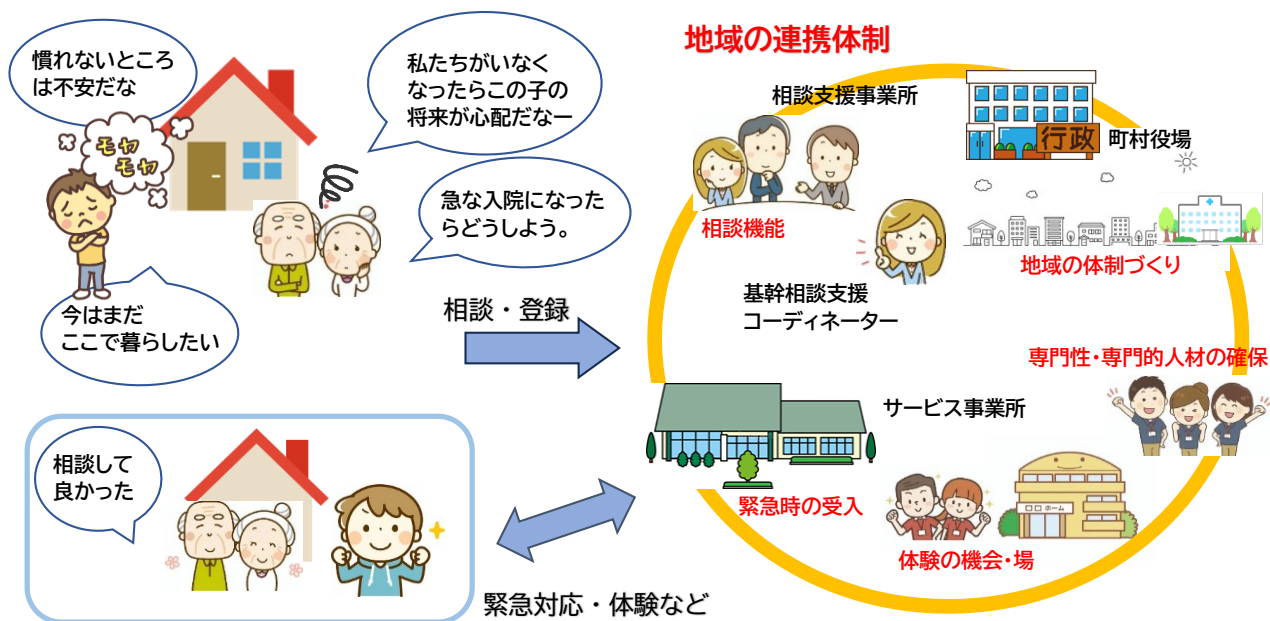 地域の連携体制
慣れないところ
は不安だな
モヤ
モヤ
私たちがいなく
なったらこの子の
将来が心配だなー
急な入院になった
らどうしよう。
今はまだ
ここで暮らしたい
相談・登録
相談支援事業所
行政
町村役場
相談機能
地域の体制づくり
基幹相談支援
コーディネーター
専門性・専門的人材の確保
サービス事業所
緊急時の受入
ロロホーム
体験の機会・場
相談して
良かった
緊急対応・体験など